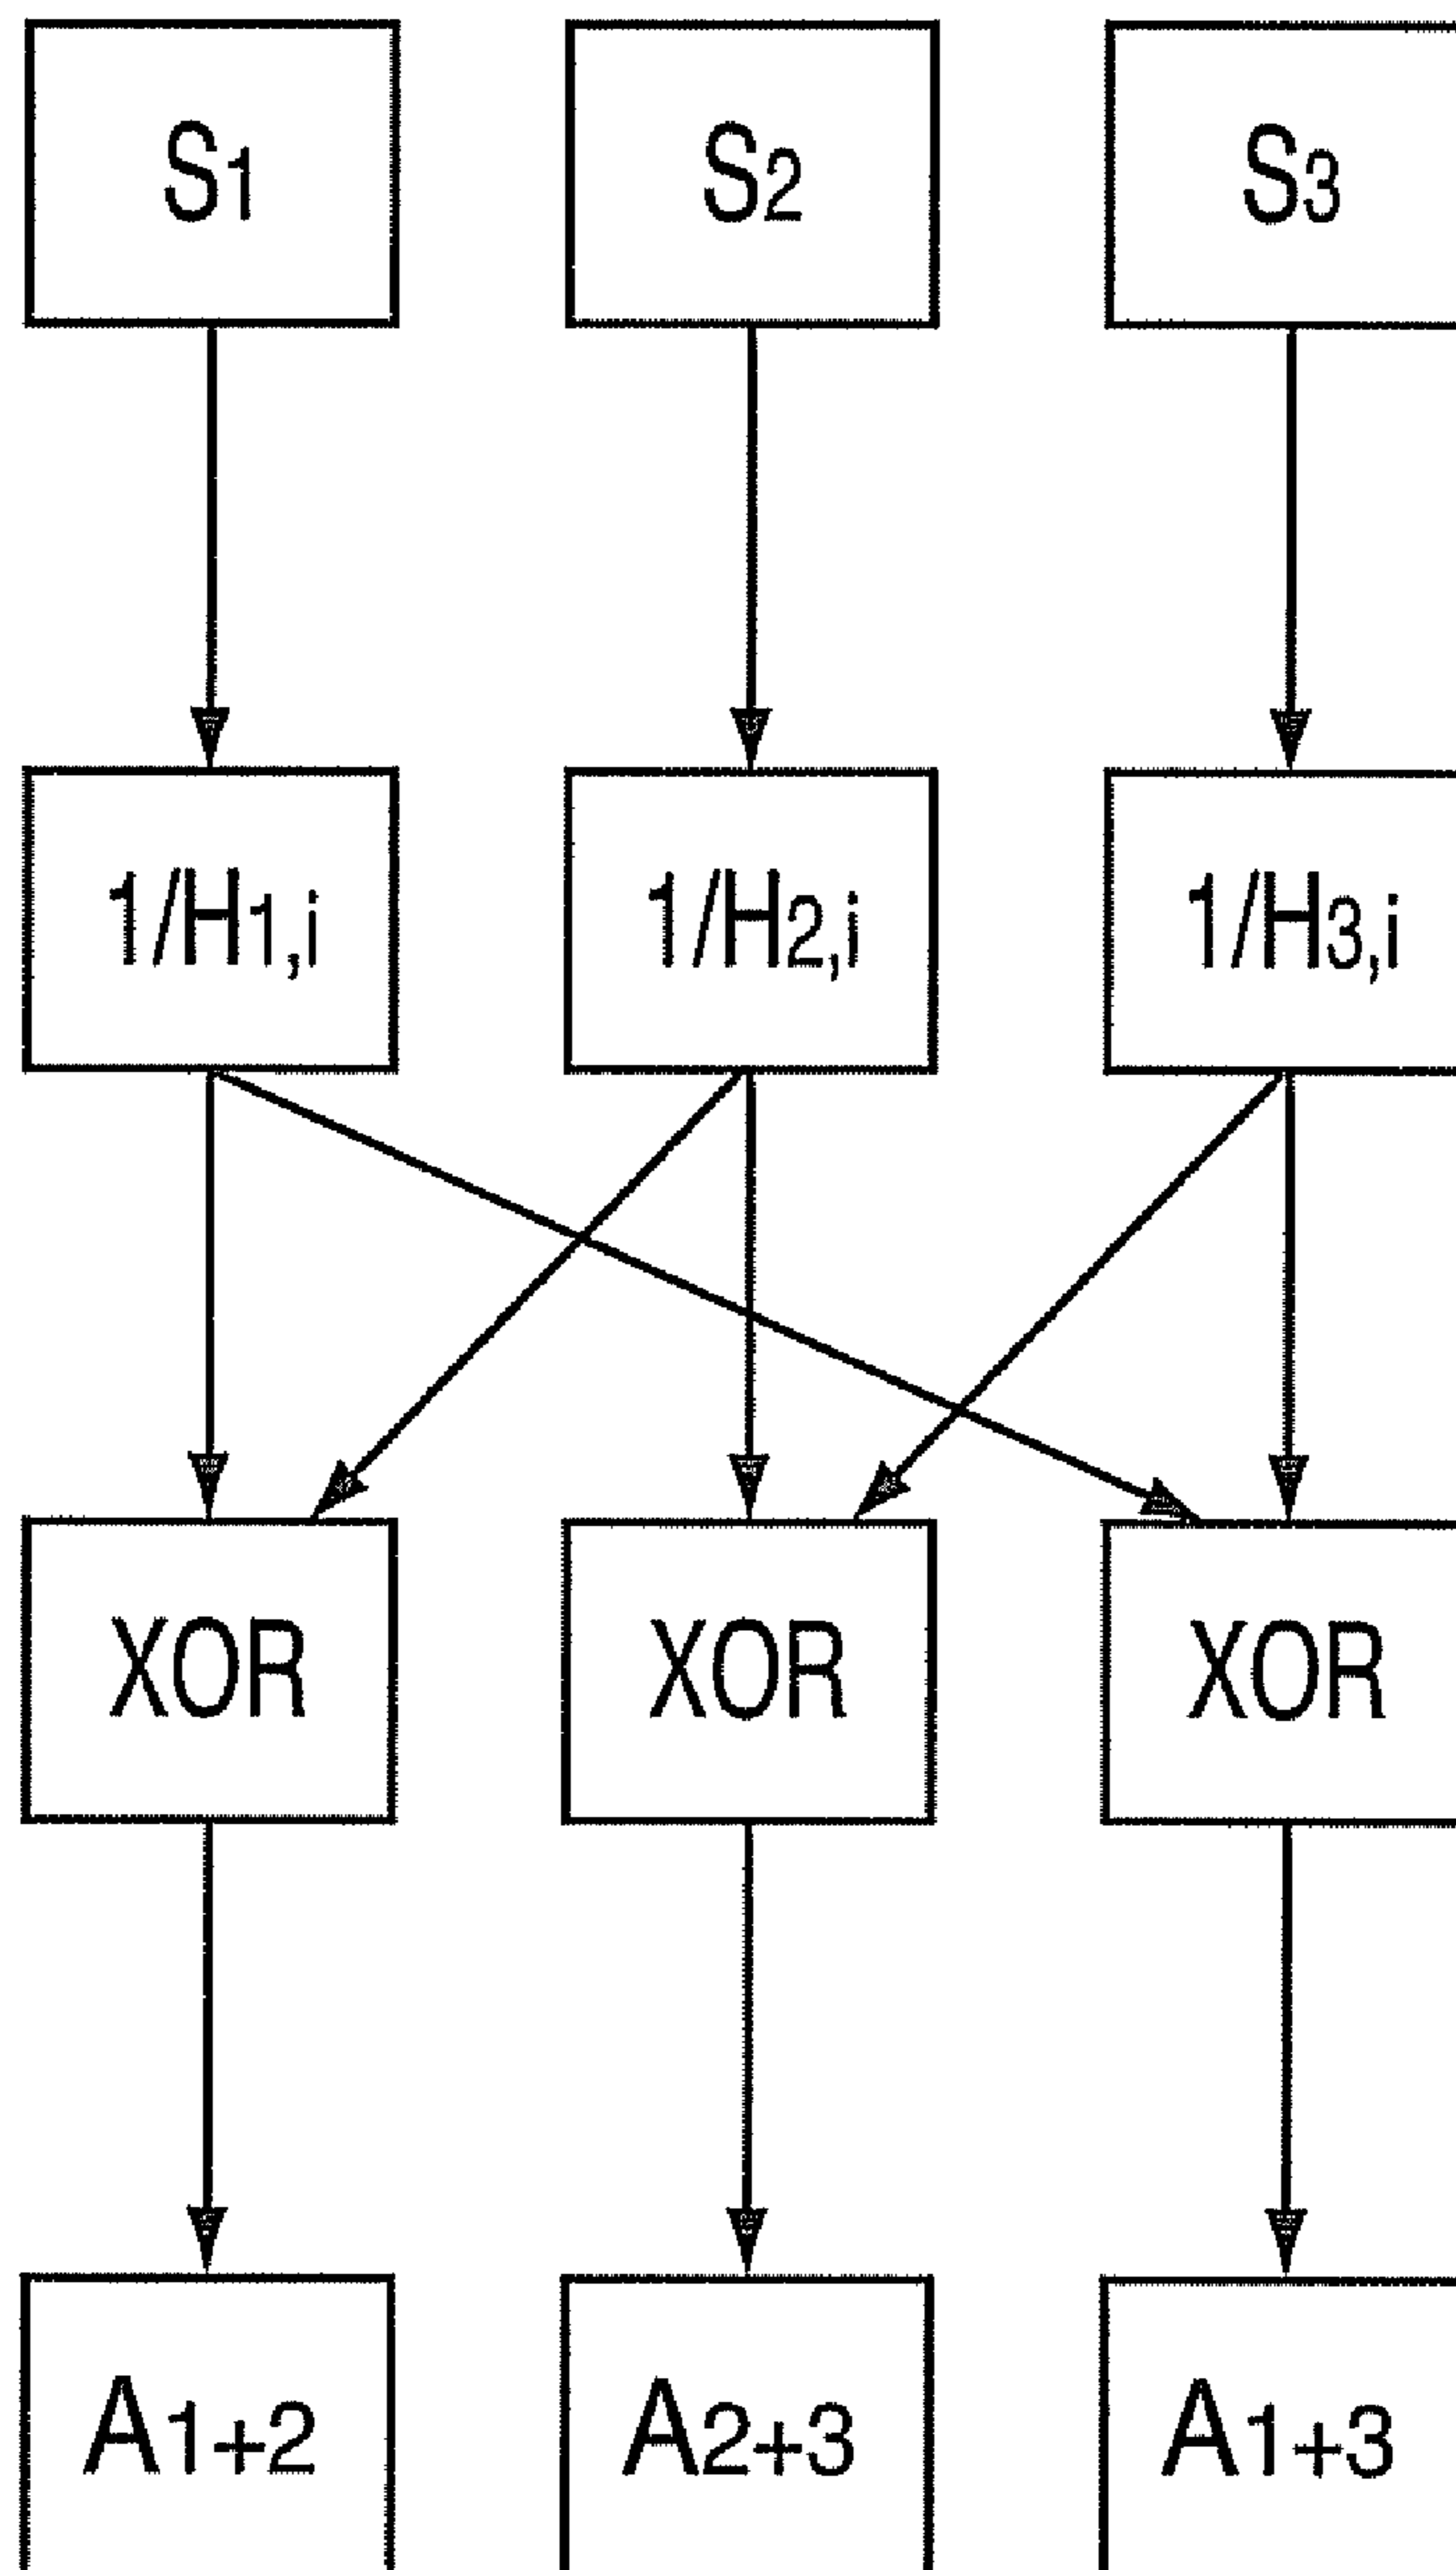 S1 S2 S3
1/H1,i 1/H2,i 1/H3,i
XOR XOR XOR
A1+2 A2+3 A1+3